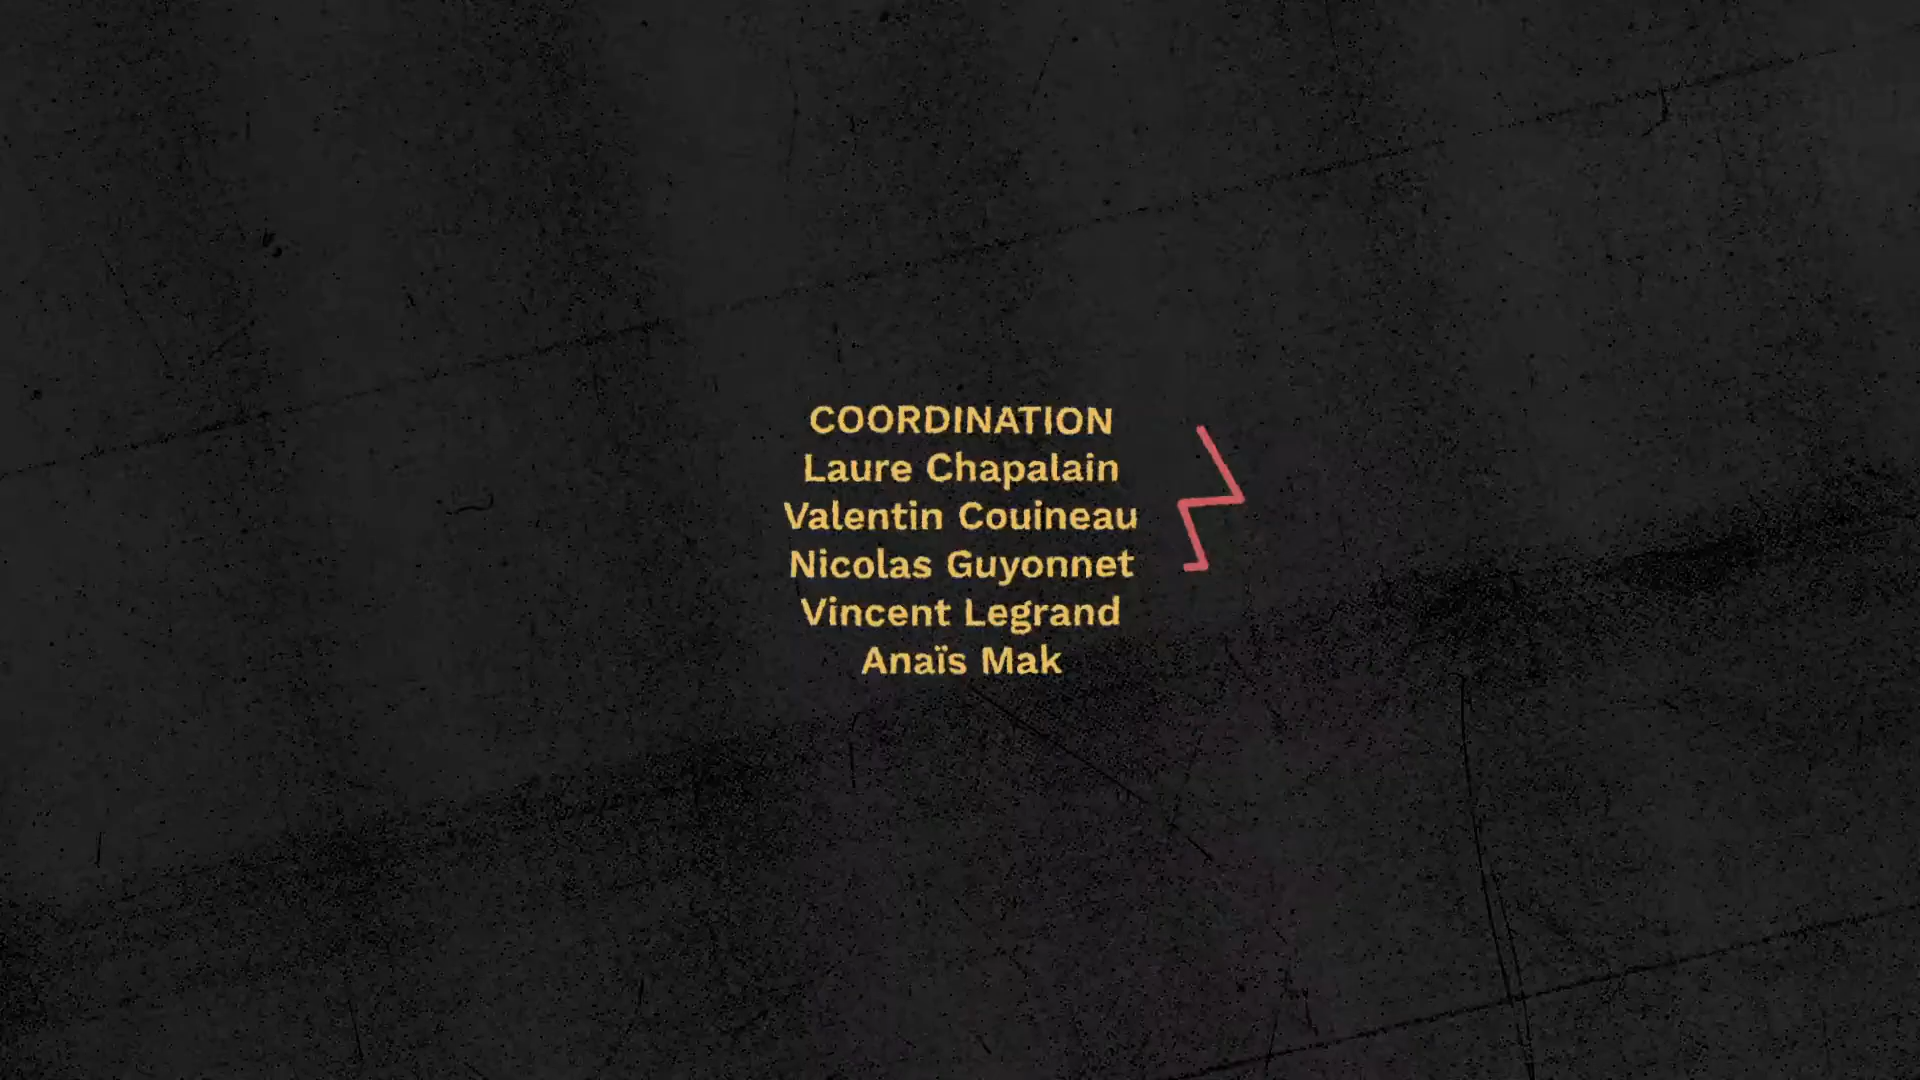 COORDINATION
Laure Chapalain
Valentin Couineau
Nicolas Guyonnet
Vincent Legrand
Anaïs Mak